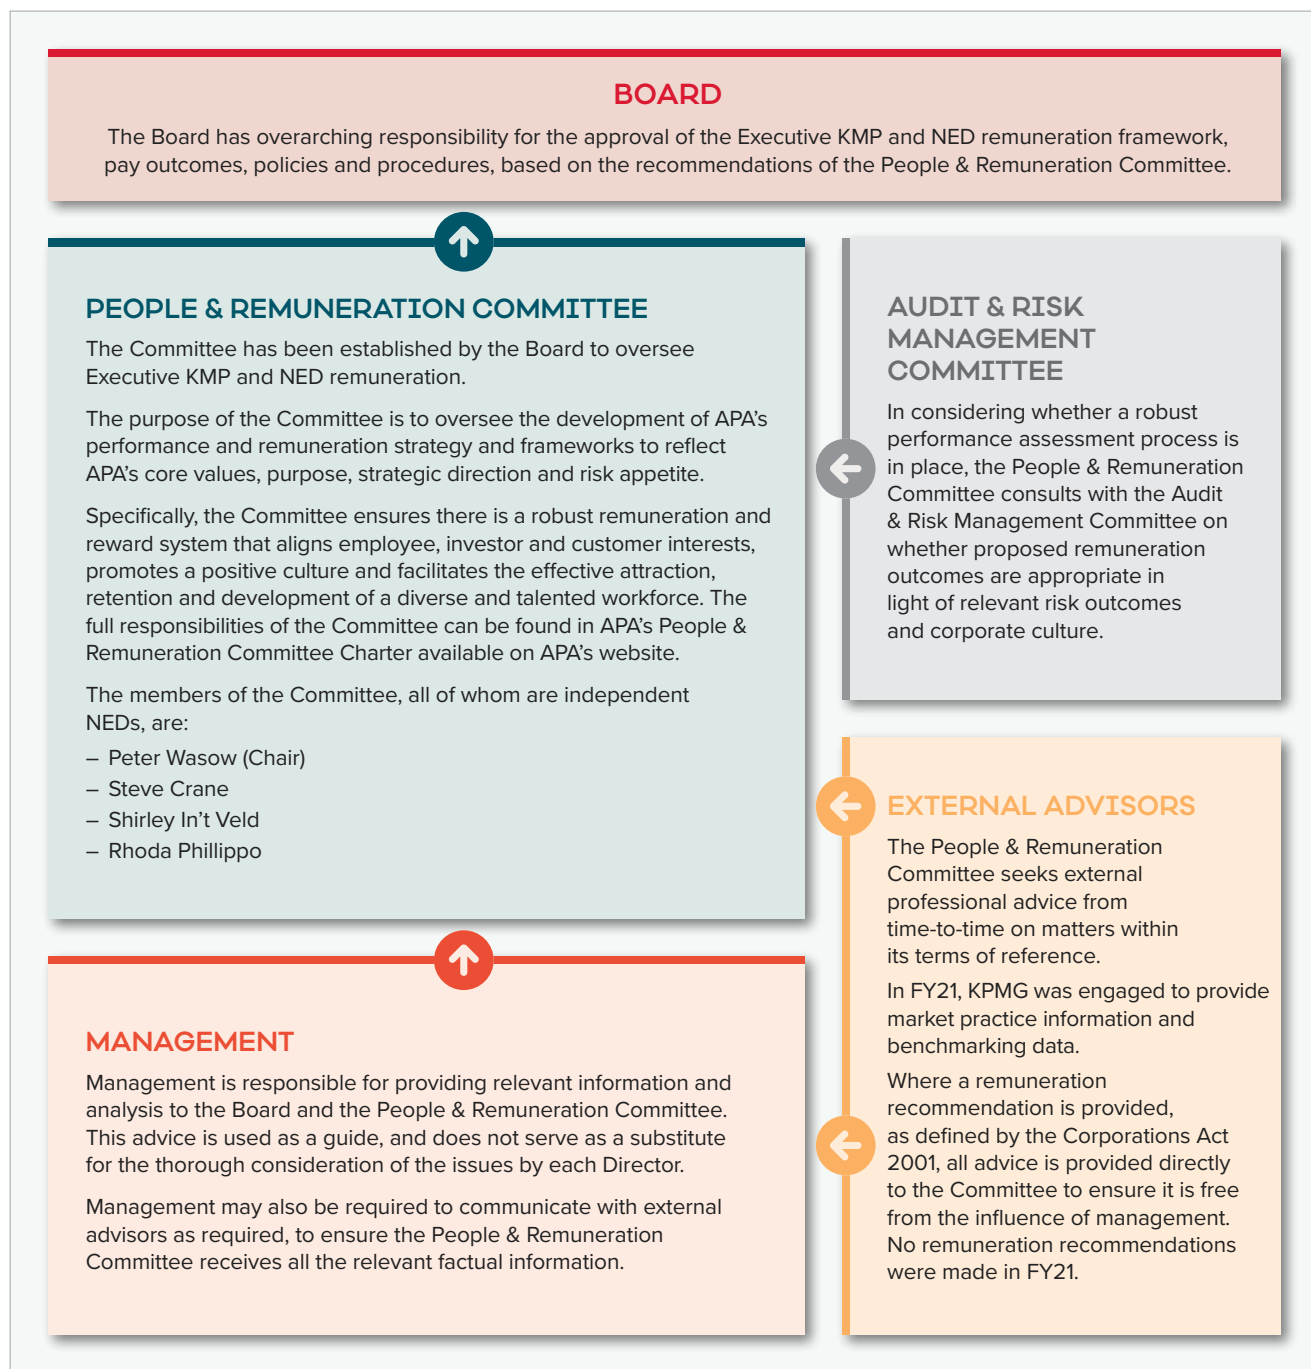 BOARD
The Board has overarching responsibility for the approval of the Executive KMP and NED remuneration framework,
pay outcomes, policies and procedures, based on the recommendations of the People & Remuneration Committee.
PEOPLE & REMUNERATION COMMITTEE
The Committee has been established by the Board to oversee
Executive KMP and NED remuneration.
The purpose of the Committee is to oversee the development of APA’s
performance and remuneration strategy and frameworks to reflect
APA’s core values, purpose, strategic direction and risk appetite.
Specifically, the Committee ensures there is a robust remuneration and
reward system that aligns employee, investor and customer interests,
promotes a positive culture and facilitates the effective attraction,
retention and development of a diverse and talented workforce. The
full responsibilities of the Committee can be found in APA’s People &
Remuneration Committee Charter available on APA’s website.
The members of the Committee, all of whom are independent
NEDs, are:
– Peter Wasow (Chair)
– Steve Crane
– Shirley In’t Veld
– Rhoda Phillippo
AUDIT & RISK
MANAGEMENT
COMMITTEE
In considering whether a robust
performance assessment process is
in place, the People & Remuneration
Committee consults with the Audit
& Risk Management Committee on
whether proposed remuneration
outcomes are appropriate in
light of relevant risk outcomes
and corporate culture.
MANAGEMENT
Management is responsible for providing relevant information and
analysis to the Board and the People & Remuneration Committee.
This advice is used as a guide, and does not serve as a substitute
for the thorough consideration of the issues by each Director.
Management may also be required to communicate with external
advisors as required, to ensure the People & Remuneration
Committee receives all the relevant factual information.
EXTERNAL ADVISORS
The People & Remuneration
Committee seeks external
professional advice from
time-to-time on matters within
its terms of reference.
In FY21, KPMG was engaged to provide
market practice information and
benchmarking data.
Where a remuneration
recommendation is provided,
as defined by the Corporations Act
2001, all advice is provided directly
to the Committee to ensure it is free
from the influence of management.
No remuneration recommendations
were made in FY21.